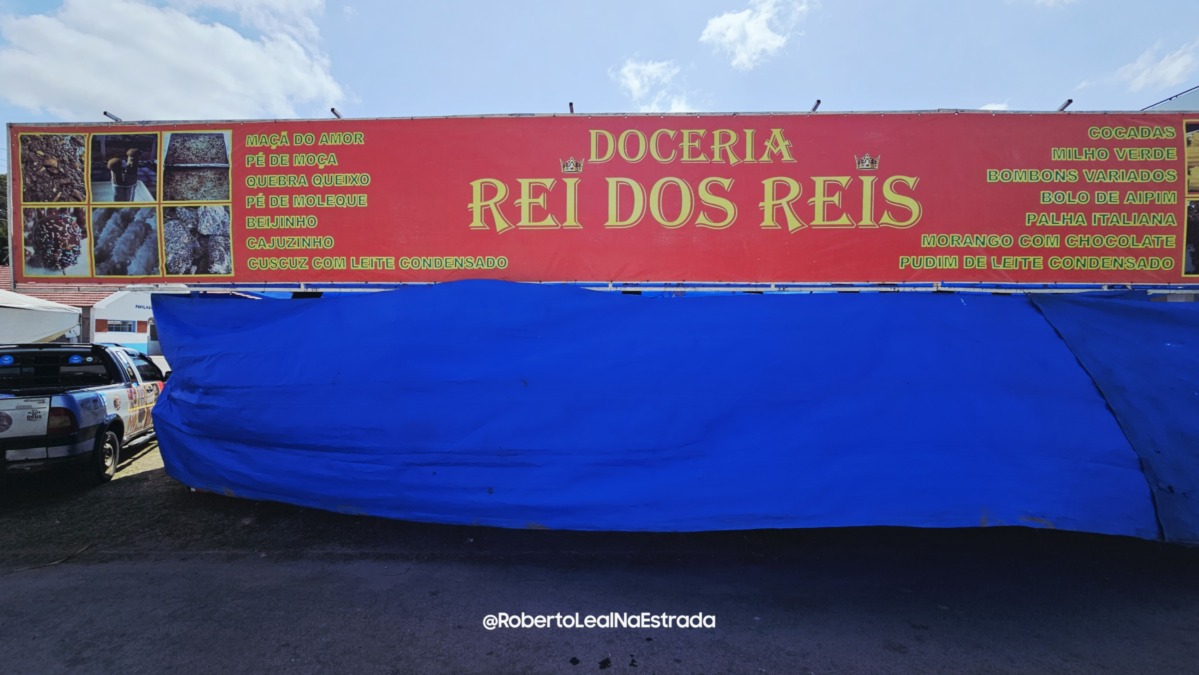 MAÇÃ DO AMOR
PÉ DE MOÇA
QUEBRA QUEIXO
PÉ DE MOLEQUE
BEIJINHO
CAJUZINHO
CUSCUZ COM LEITE CONDENSADO
DOCERIA
REI DOS REIS
COCADAS
MILHO VERDE
BOMBONS VARIADOS
BOLO DE AIPIM
PALHA ITALIANA
MORANGO COM CHOCOLATE
PUDIM DE LEITE CONDENSADO
@RobertoLealNaEstrada